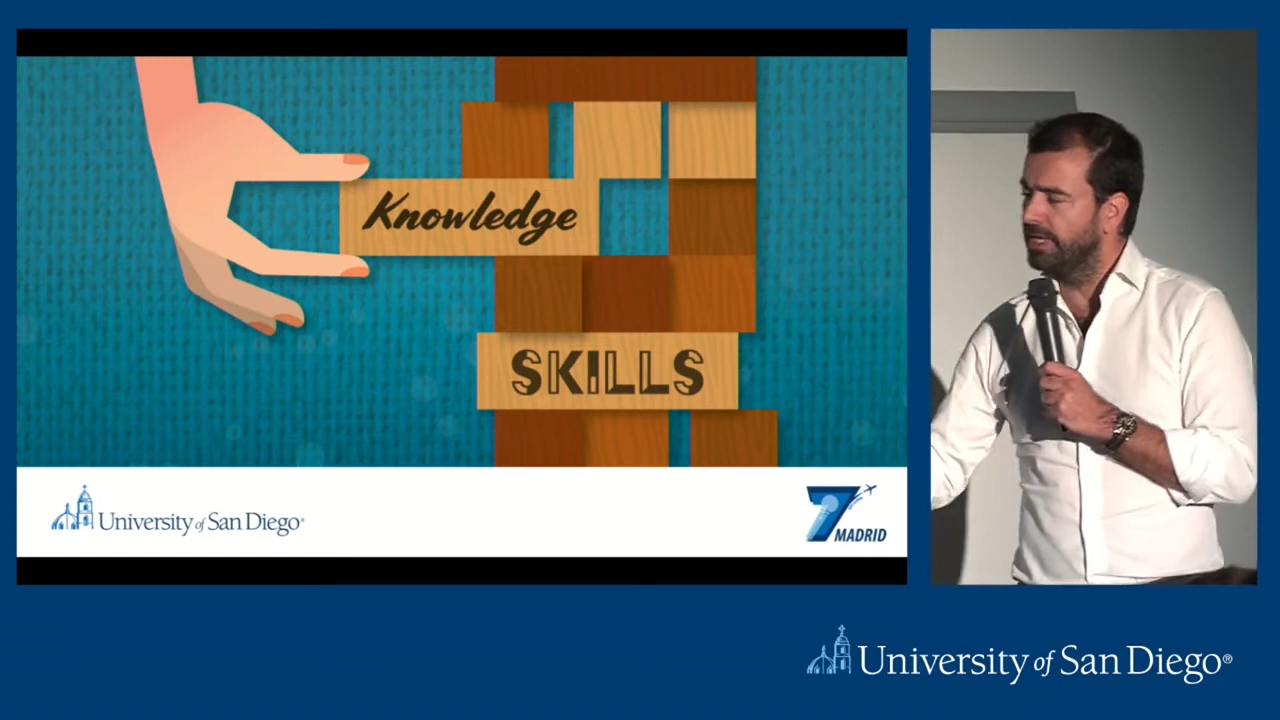 Knowledge
SKILLS
University of San Diego®
7
MADRID
University of San Diego®